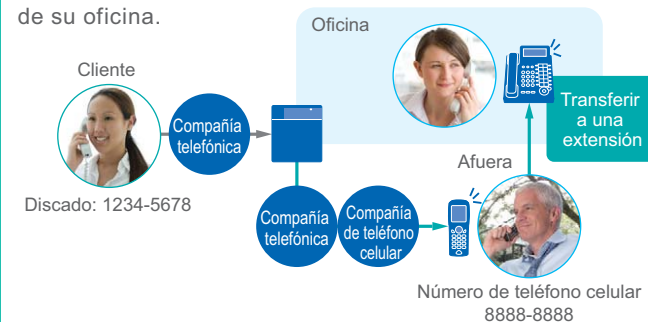 de su oficina.
Oficina
Cliente
Compañía
telefónica
Transferir
a una
extensión
Afuera
Discado: 1234-5678
Compañía
telefónica
Compañía
de teléfono
celular
Número de teléfono celular
8888-8888